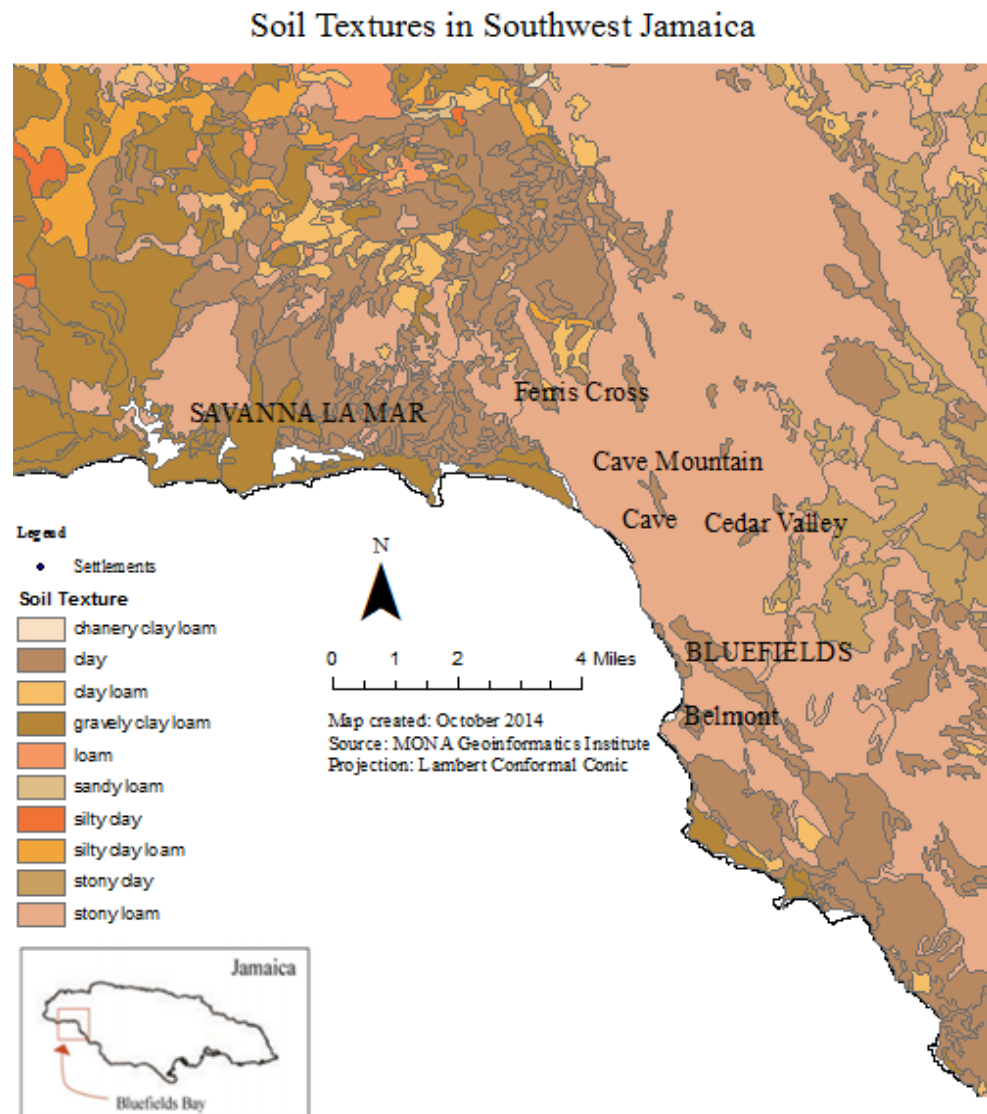 Soil Textures in Southwest Jamaica
Ferris Cross
SAVANNA LA MAR
Cave Mountain
Cave
Cedar Valley
BLUEFIELDS
Belmont
Legend
Settlements
Soil Texture
chanery clay loam
clay
clay loam
gravely clay loam
loam
sandy loam
silty clay
silty clay loam
stony clay
stony loam
N
0 1 2 4 Miles
Map created: October 2014
Source: MONA Geoinformatics Institute
Projection: Lambert Conformal Conic
Jamaica
Bluefields Bay